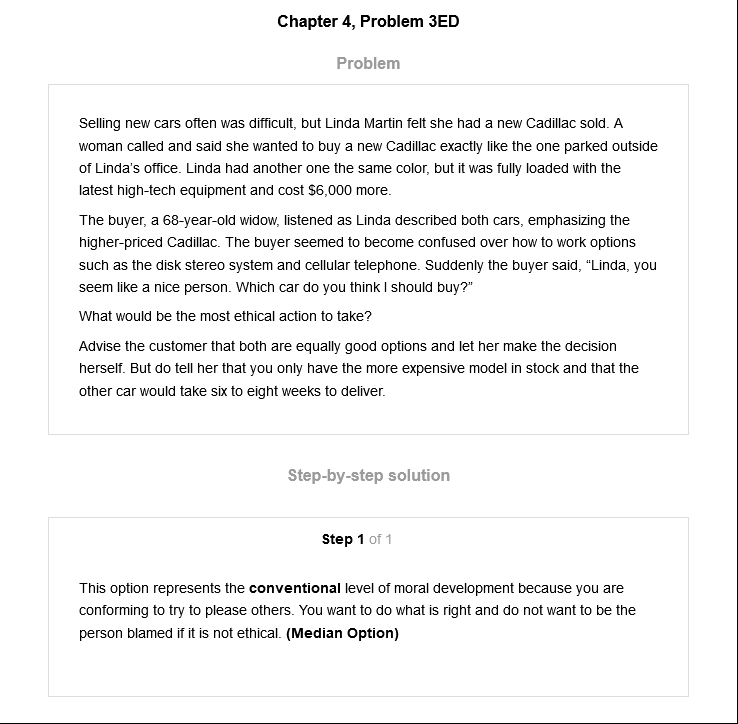 Chapter 4, Problem 3ED
Problem
Selling new cars often was difficult, but Linda Martin felt she had a new Cadillac sold. A
woman called and said she wanted to buy a new Cadillac exactly like the one parked outside
of Linda's office. Linda had another one the same color, but it was fully loaded with the
latest high-tech equipment and cost $6,000 more.
The buyer, a 68-year-old widow, listened as Linda described both cars, emphasizing the
higher-priced Cadillac. The buyer seemed to become confused over how to work options
such as the disk stereo system and cellular telephone. Suddenly the buyer said, “Linda, you
seem like a nice person. Which car do you think I should buy?”
What would be the most ethical action to take?
Advise the customer that both are equally good options and let her make the decision
herself. But do tell her that you only have the more expensive model in stock and that the
other car would take six to eight weeks to deliver.
Step-by-step solution
Step 1 of 1
This option represents the conventional level of moral development because you are
conforming to try to please others. You want to do what is right and do not want to be the
person blamed if it is not ethical. (Median Option)